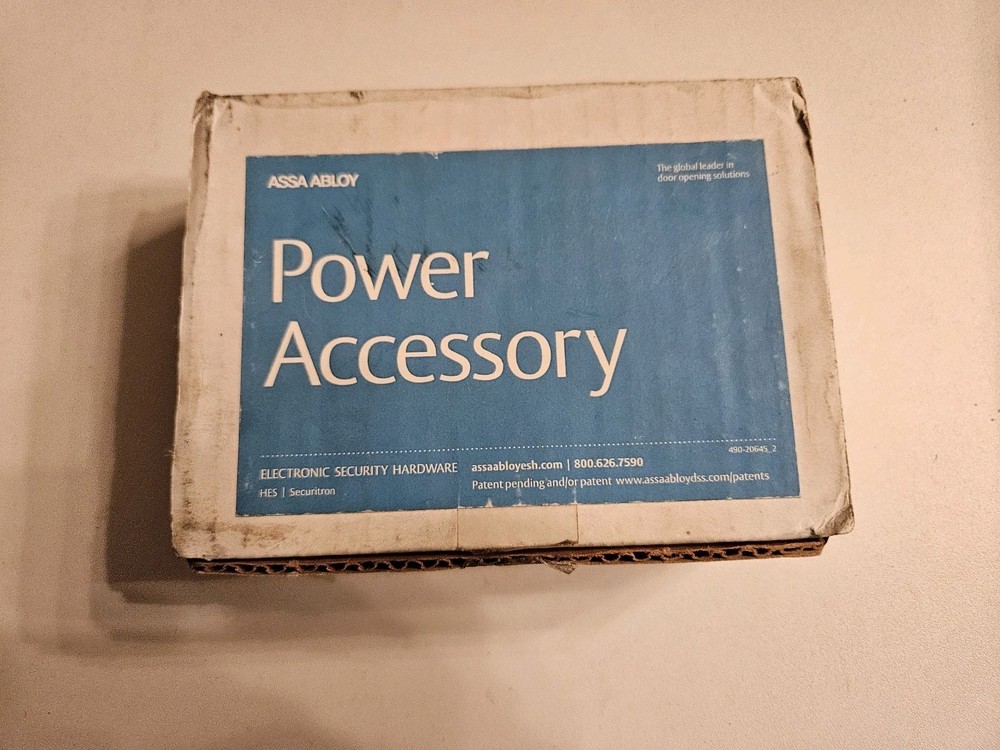 ASSA ABLOY
The global leader in
door opening solutions
Power
Accessory
490-20645_2
ELECTRONIC SECURITY HARDWARE
HES | Securitron
assaabloyesh.com | 800.626.7590
Patent pending and/or patent www.assaabloydss.com/patents